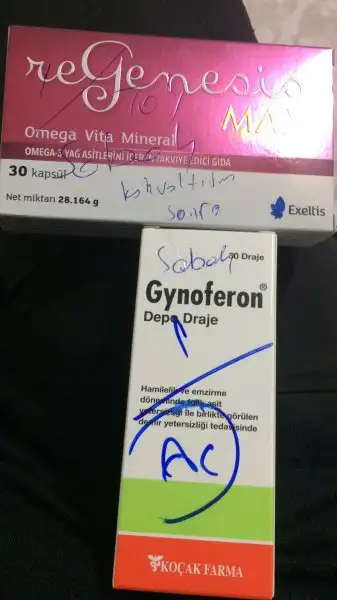 reGenesis
MAX
Omega Vita Mineral
OMEGA-3 YAĞ ASİTLERİNİ İÇEREN TAKVİYE EDİCİ GIDA
30 kapsül
Net miktarı 28.164 g
kahvaltıdan
sonra
Exeltis
Sabah
30 Draje
Gynoferon®
Depo Draje
Hamilelik ve emzirme
döneminde folik asit
yetersizliği ile birlikte görülen
demir yetersizliği tedavisinde
AC
KOÇAK FARMA